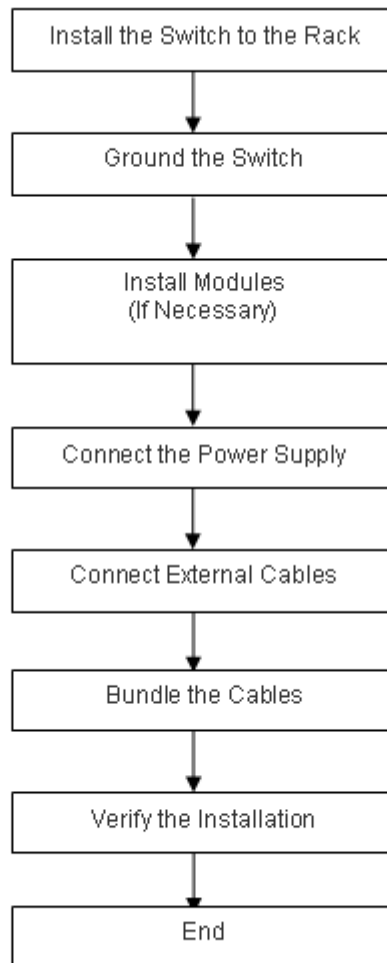 Install the Switch to the Rack
Ground the Switch
Install Modules
(If Necessary)
Connect the Power Supply
Connect External Cables
Bundle the Cables
Verify the Installation
End